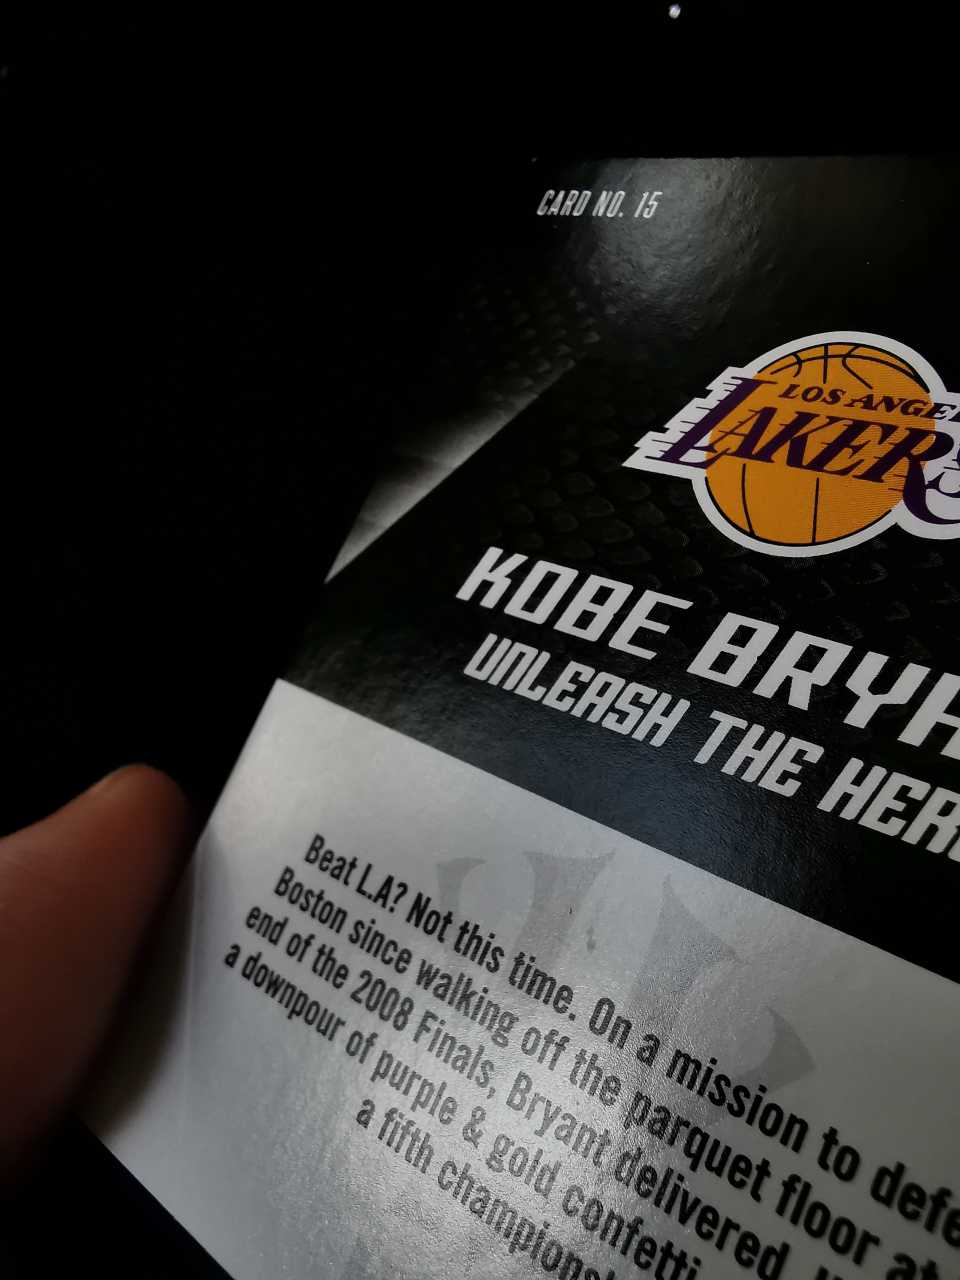 CARD NO. 15
LOS ANGE
LAKERS
KOBE BRYA
UNLEASH THE HER
Beat L.A? Not this time. On a mission to defe
Boston since walking off the parquet floor at
end of the 2008 Finals, Bryant delivered
a downpour of purple & gold confetti
a fifth champions